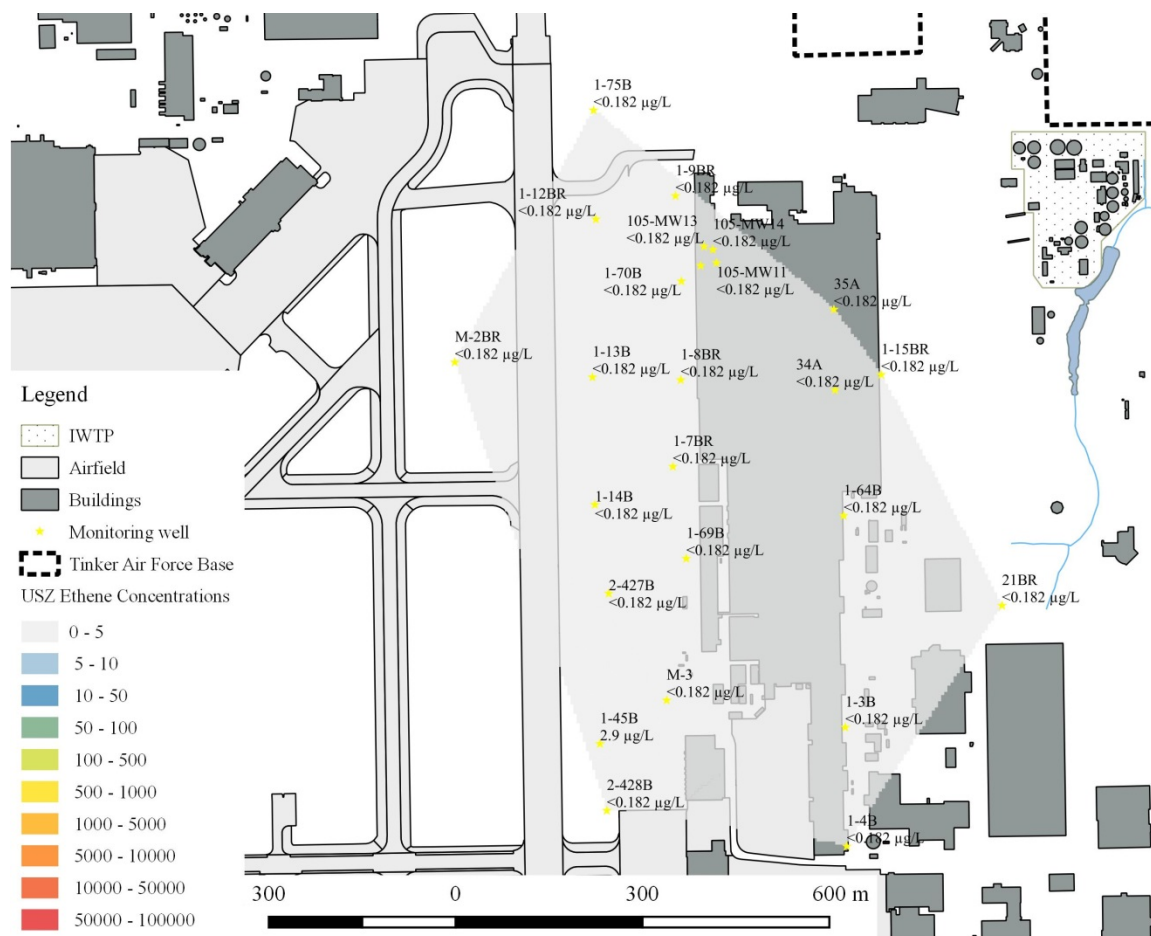 1-75B
<0.182 µg/L
1-9BR
<0.182 µg/L
1-12BR
<0.182 µg/L
105-MW13
<0.182 µg/L
105-MW14
<0.182 µg/L
105-MW11
<0.182 µg/L
1-70B
<0.182 µg/L
35A
<0.182 µg/L
M-2BR
<0.182 µg/L
1-13B
<0.182 µg/L
1-8BR
<0.182 µg/L
34A
<0.182 µg/L
1-15BR
<0.182 µg/L
1-7BR
<0.182 µg/L
1-14B
<0.182 µg/L
1-64B
<0.182 µg/L
1-69B
<0.182 µg/L
2-427B
<0.182 µg/L
21BR
<0.182 µg/L
M-3
<0.182 µg/L
1-3B
<0.182 µg/L
1-45B
2.9 µg/L
2-428B
<0.182 µg/L
1-4B
<0.182 µg/L
Legend
IWTP
Airfield
Buildings
Monitoring well
Tinker Air Force Base
USZ Ethene Concentrations
0 - 5
5 - 10
10 - 50
50 - 100
100 - 500
500 - 1000
1000 - 5000
5000 - 10000
10000 - 50000
50000 - 100000
300 0 300 600 m